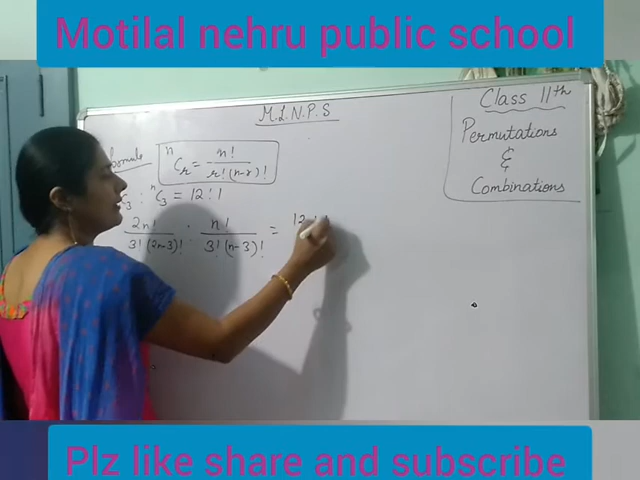 Motilal nehru public school
M.L.N.P.S
Class 11th
Permutations
&
Combinations
nCr = n! / r!(n-r)!
C3 : nC3 = 12 : 1
2n! / 3!(2n-3)! : n! / 3!(n-3)! = 12
Plz like share and subscribe